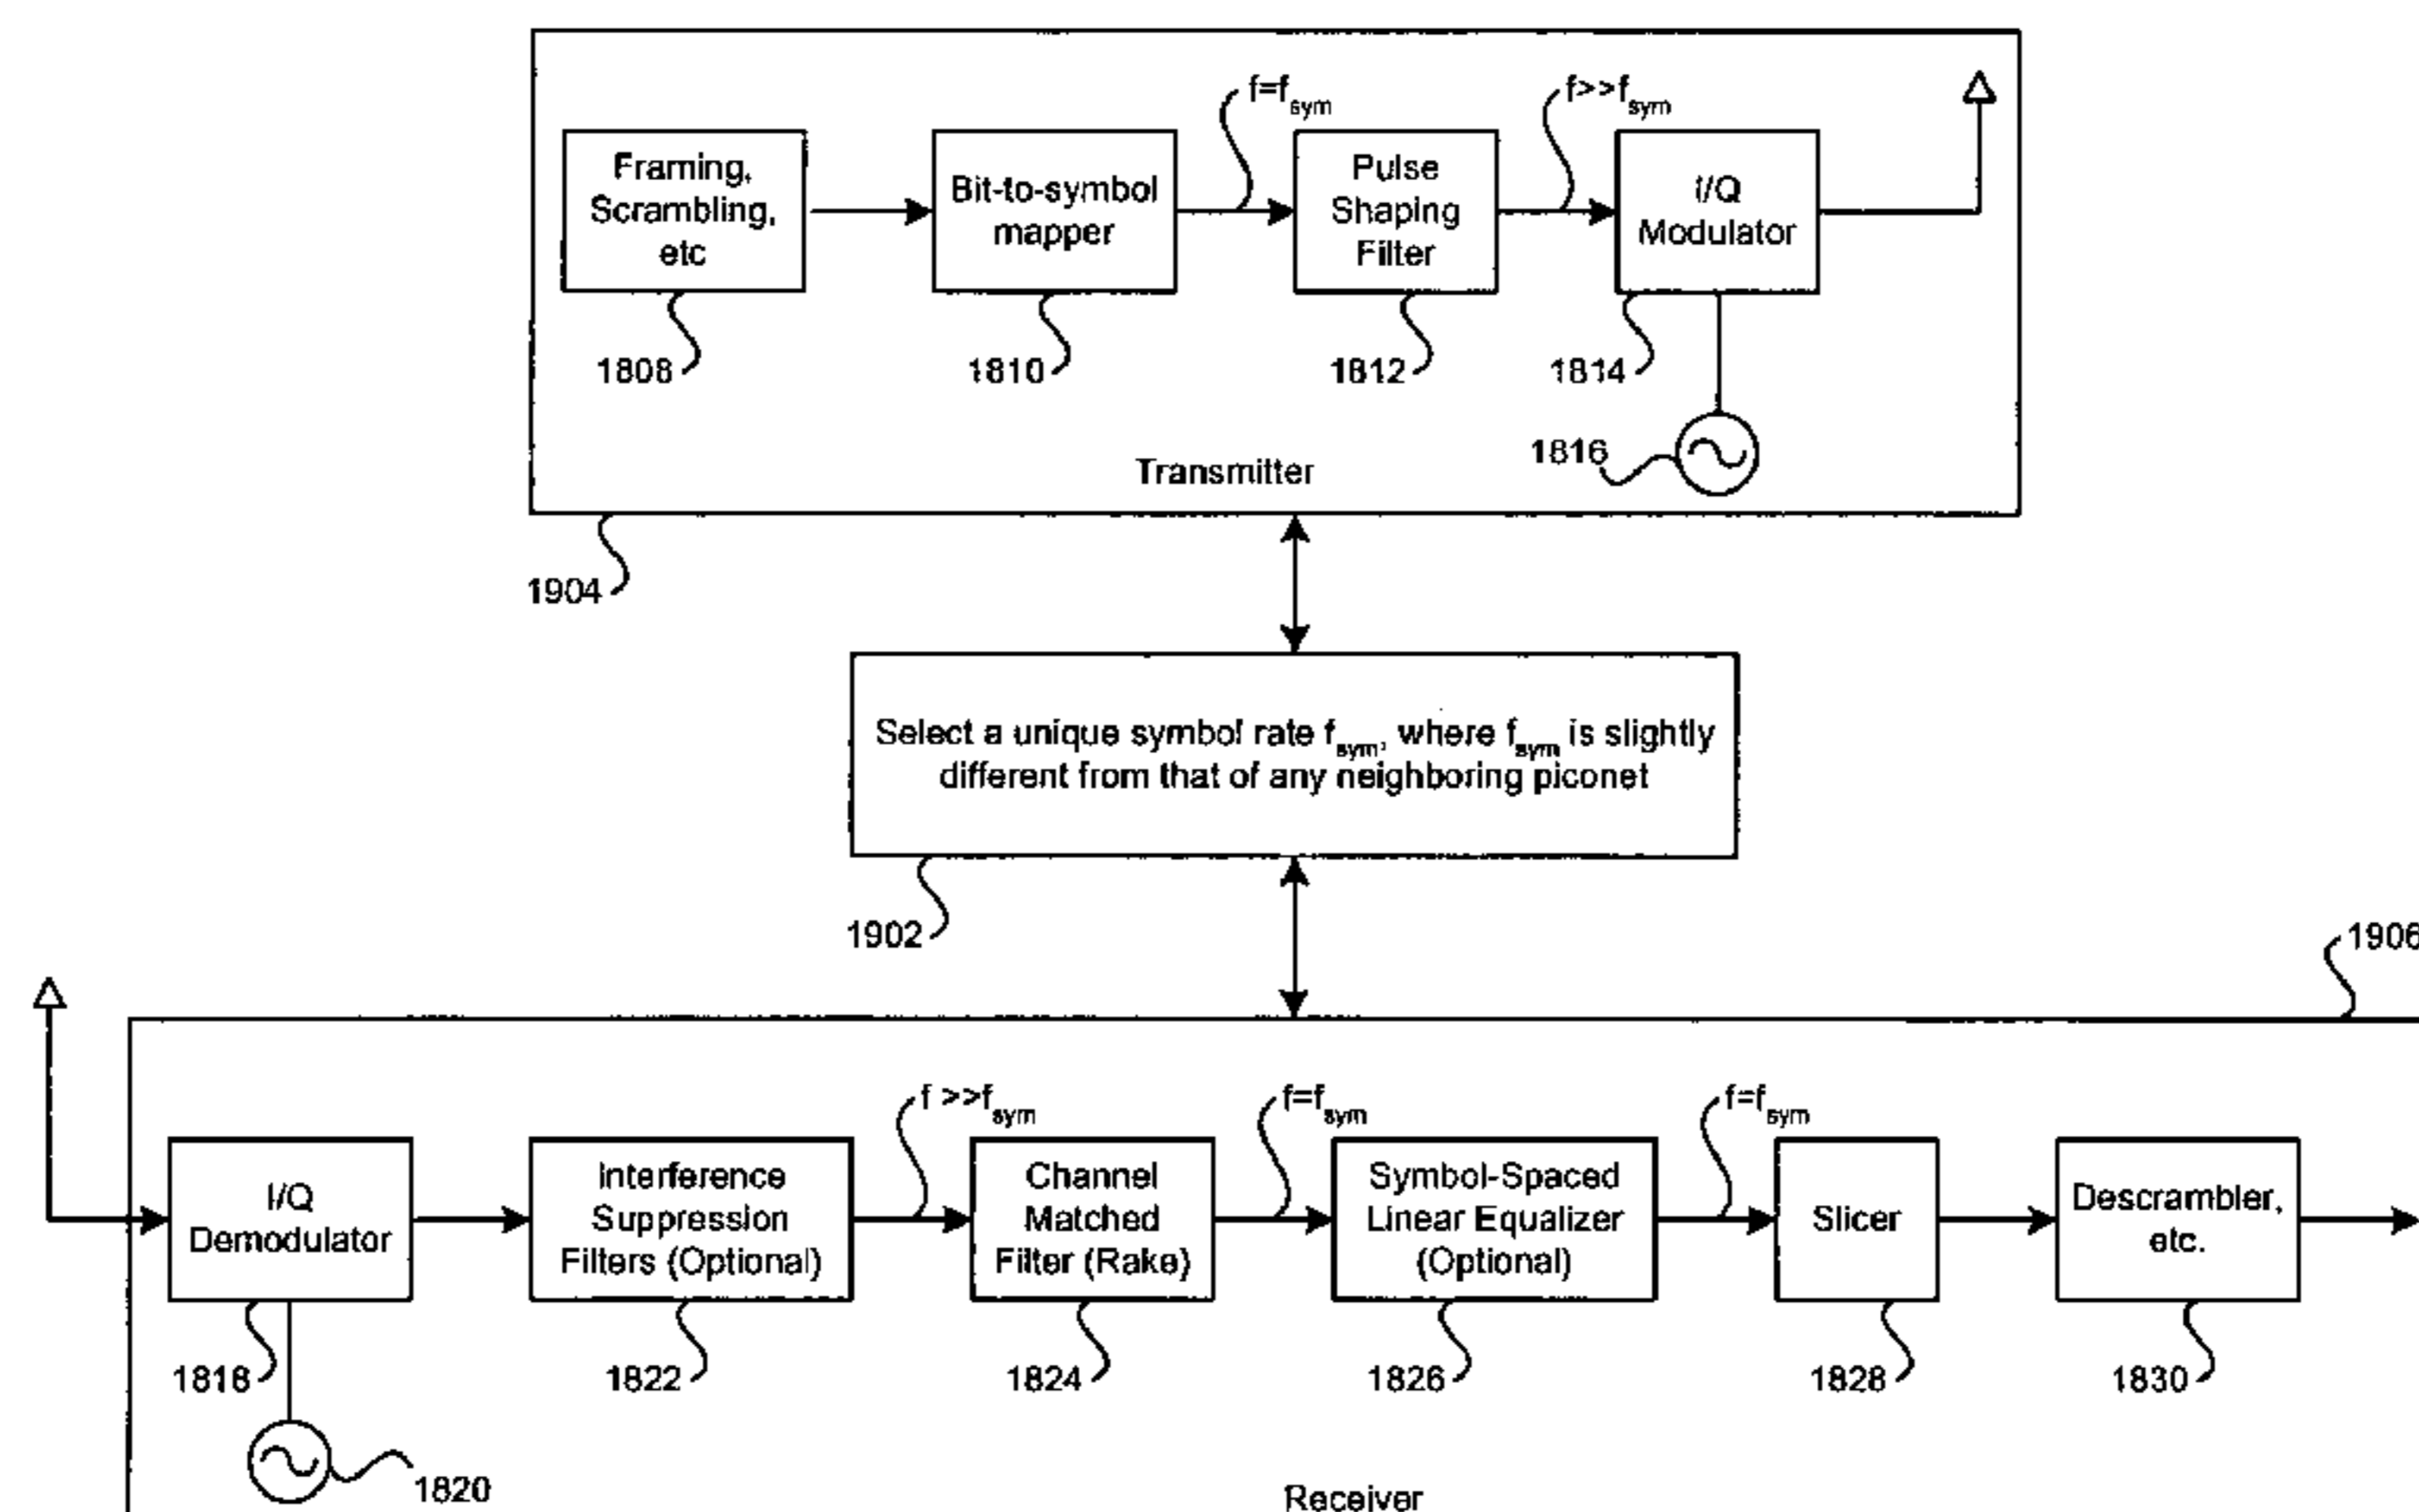 f=fsym
f>>fsym
Framing,
Scrambling,
etc
Bit-to-symbol
mapper
Pulse
Shaping
Filter
I/Q
Modulator
1808
1810
1812
1814
1816
Transmitter
1904
Select a unique symbol rate fsym, where fsym is slightly
different from that of any neighboring piconet
1902
1906
f >>fsym
f=fsym
f=fsym
I/Q
Demodulator
Interference
Suppression
Filters (Optional)
Channel
Matched
Filter (Rake)
Symbol-Spaced
Linear Equalizer
(Optional)
Slicer
Descrambler,
etc.
1818
1822
1824
1826
1828
1830
1820
Receiver